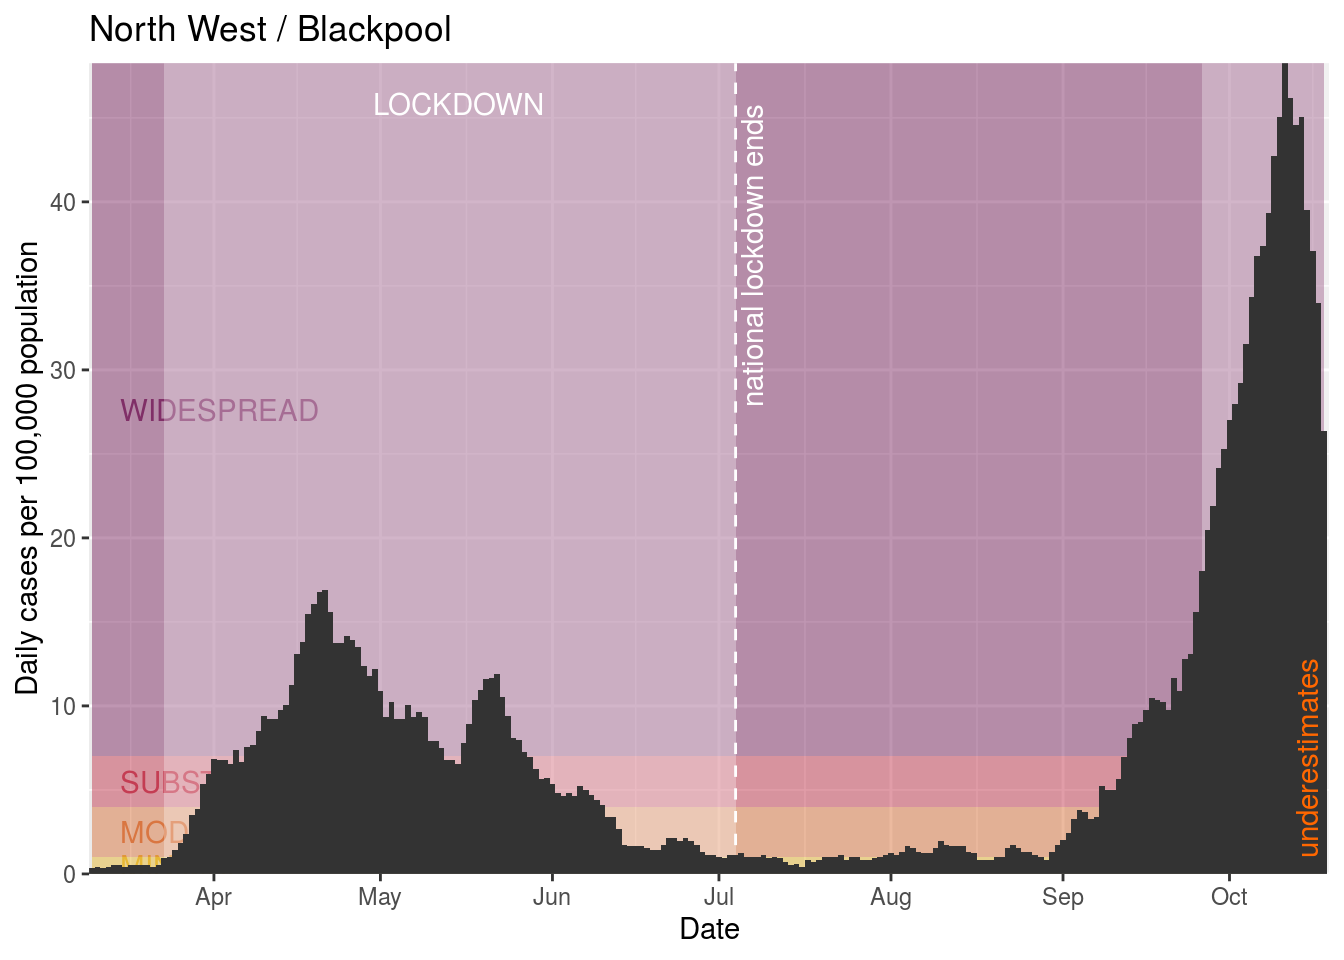 North West / Blackpool
LOCKDOWN
national lockdown ends
WIDESPREAD
SUBST
MOD
MI
underestimates
Daily cases per 100,000 population
40
30
20
10
0
Apr
May
Jun
Jul
Aug
Sep
Oct
Date